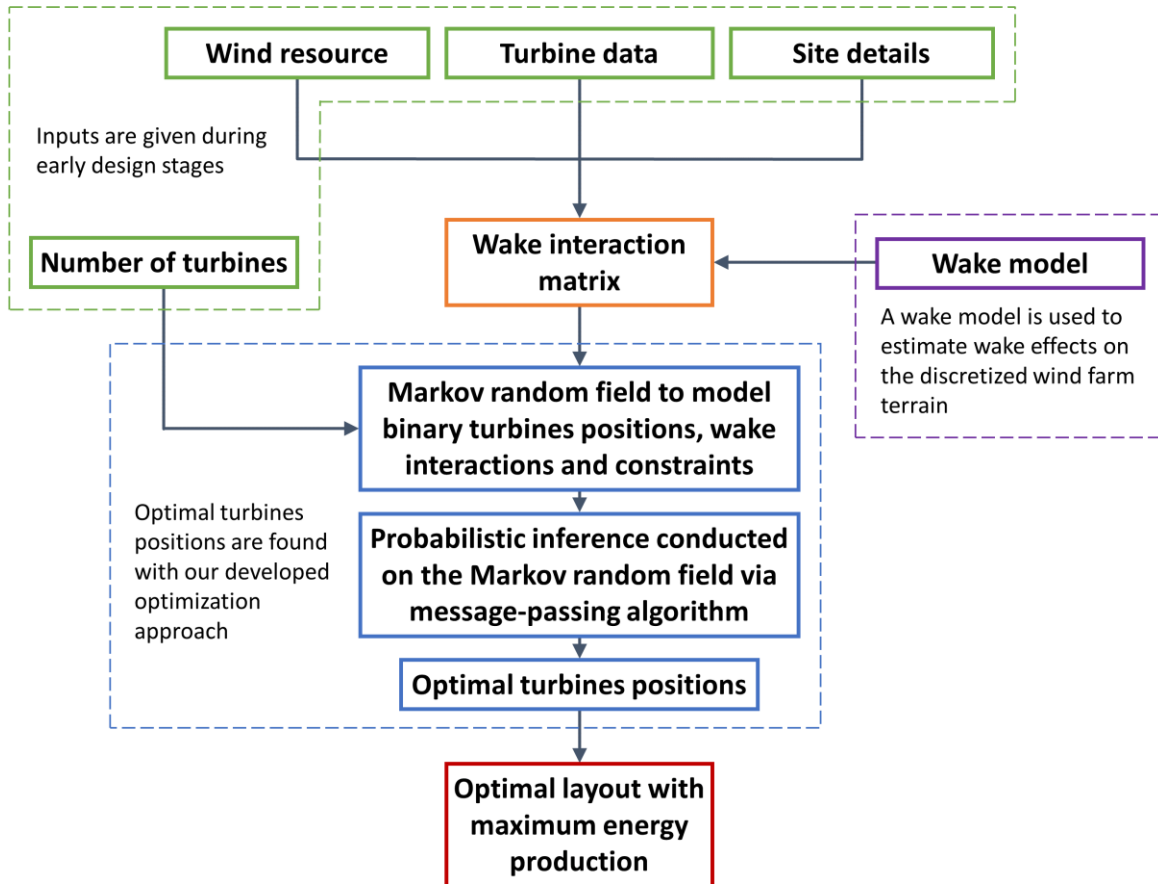 Wind resource
Turbine data
Site details
Inputs are given during
early design stages
Number of turbines
Wake interaction
matrix
Wake model
A wake model is used to
estimate wake effects on
the discretized wind farm
terrain
Markov random field to model
binary turbines positions, wake
interactions and constraints
Optimal turbines
positions are found
with our developed
optimization
approach
Probabilistic inference conducted
on the Markov random field via
message-passing algorithm
Optimal turbines positions
Optimal layout with
maximum energy
production